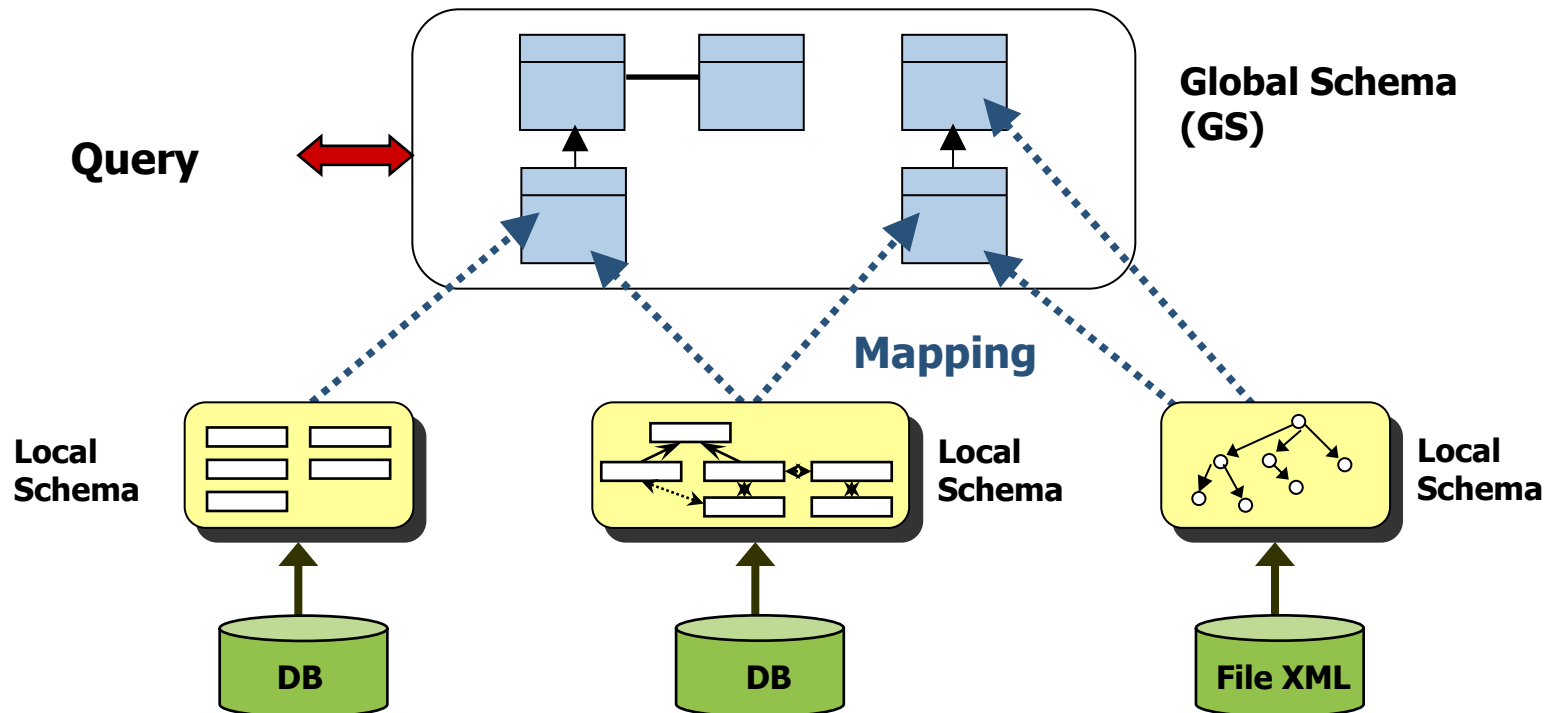 Global Schema
(GS)
Query
Mapping
Local
Schema
Local
Schema
Local
Schema
DB
DB
File XML